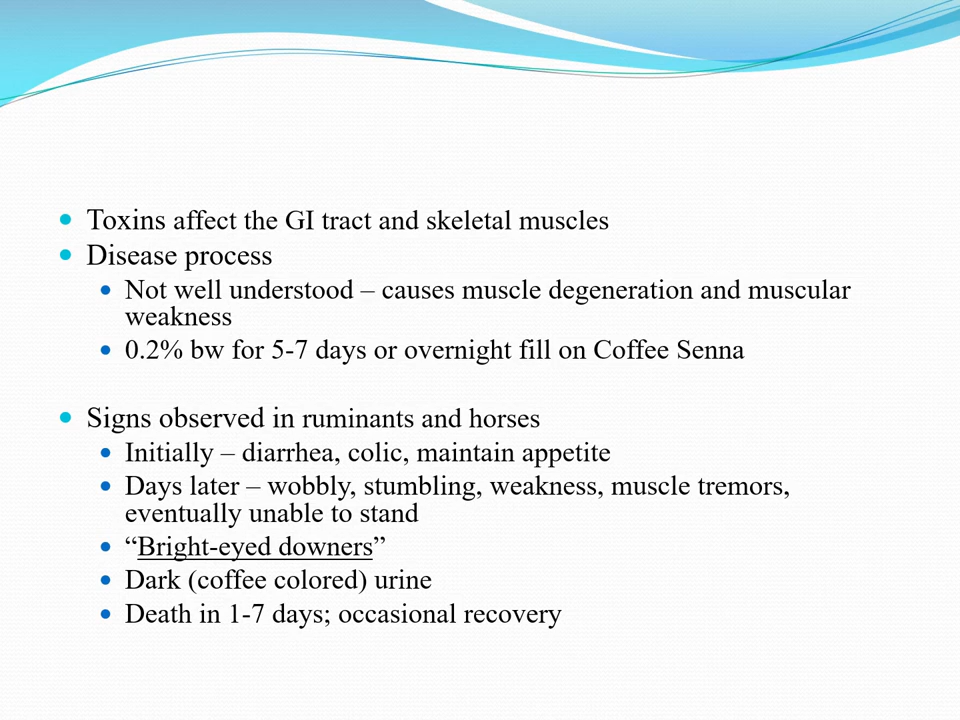 Toxins affect the GI tract and skeletal muscles
Disease process
Not well understood – causes muscle degeneration and muscular
weakness
0.2% bw for 5-7 days or overnight fill on Coffee Senna
Signs observed in ruminants and horses
Initially – diarrhea, colic, maintain appetite
Days later – wobbly, stumbling, weakness, muscle tremors,
eventually unable to stand
“Bright-eyed downers”
Dark (coffee colored) urine
Death in 1-7 days; occasional recovery